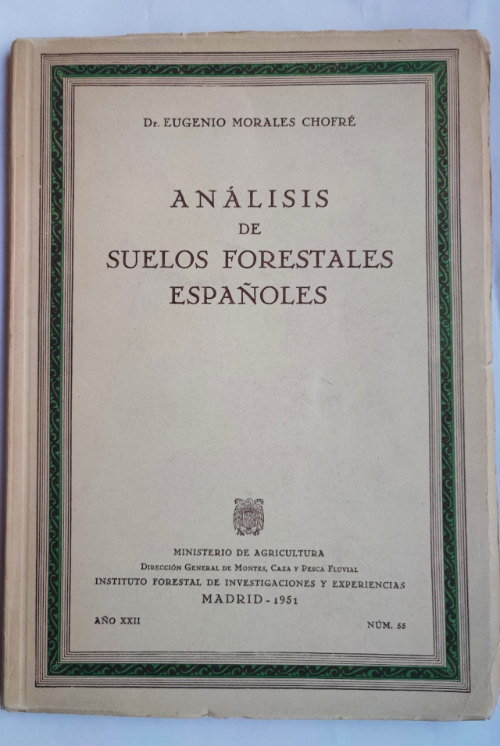 Dr. EUGENIO MORALES CHOFRÉ
ANÁLISIS
DE
SUELOS FORESTALES
ESPAÑOLES
MINISTERIO DE AGRICULTURA
DIRECCIÓN GENERAL DE MONTES, CAZA Y PESCA FLUVIAL
INSTITUTO FORESTAL DE INVESTIGACIONES Y EXPERIENCIAS
MADRID - 1951
AÑO XXII
NÚM. 55